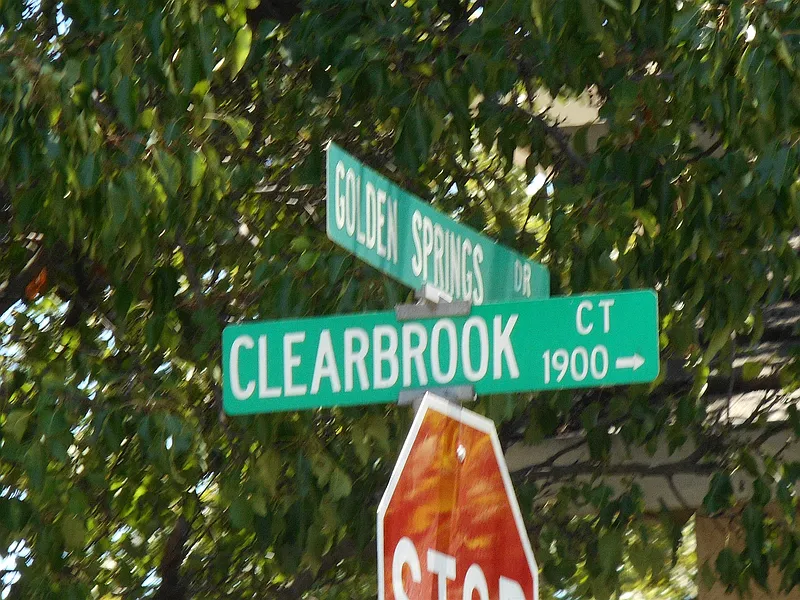 GOLDEN SPRINGS DR
CLEARBROOK CT
1900 →
STOP